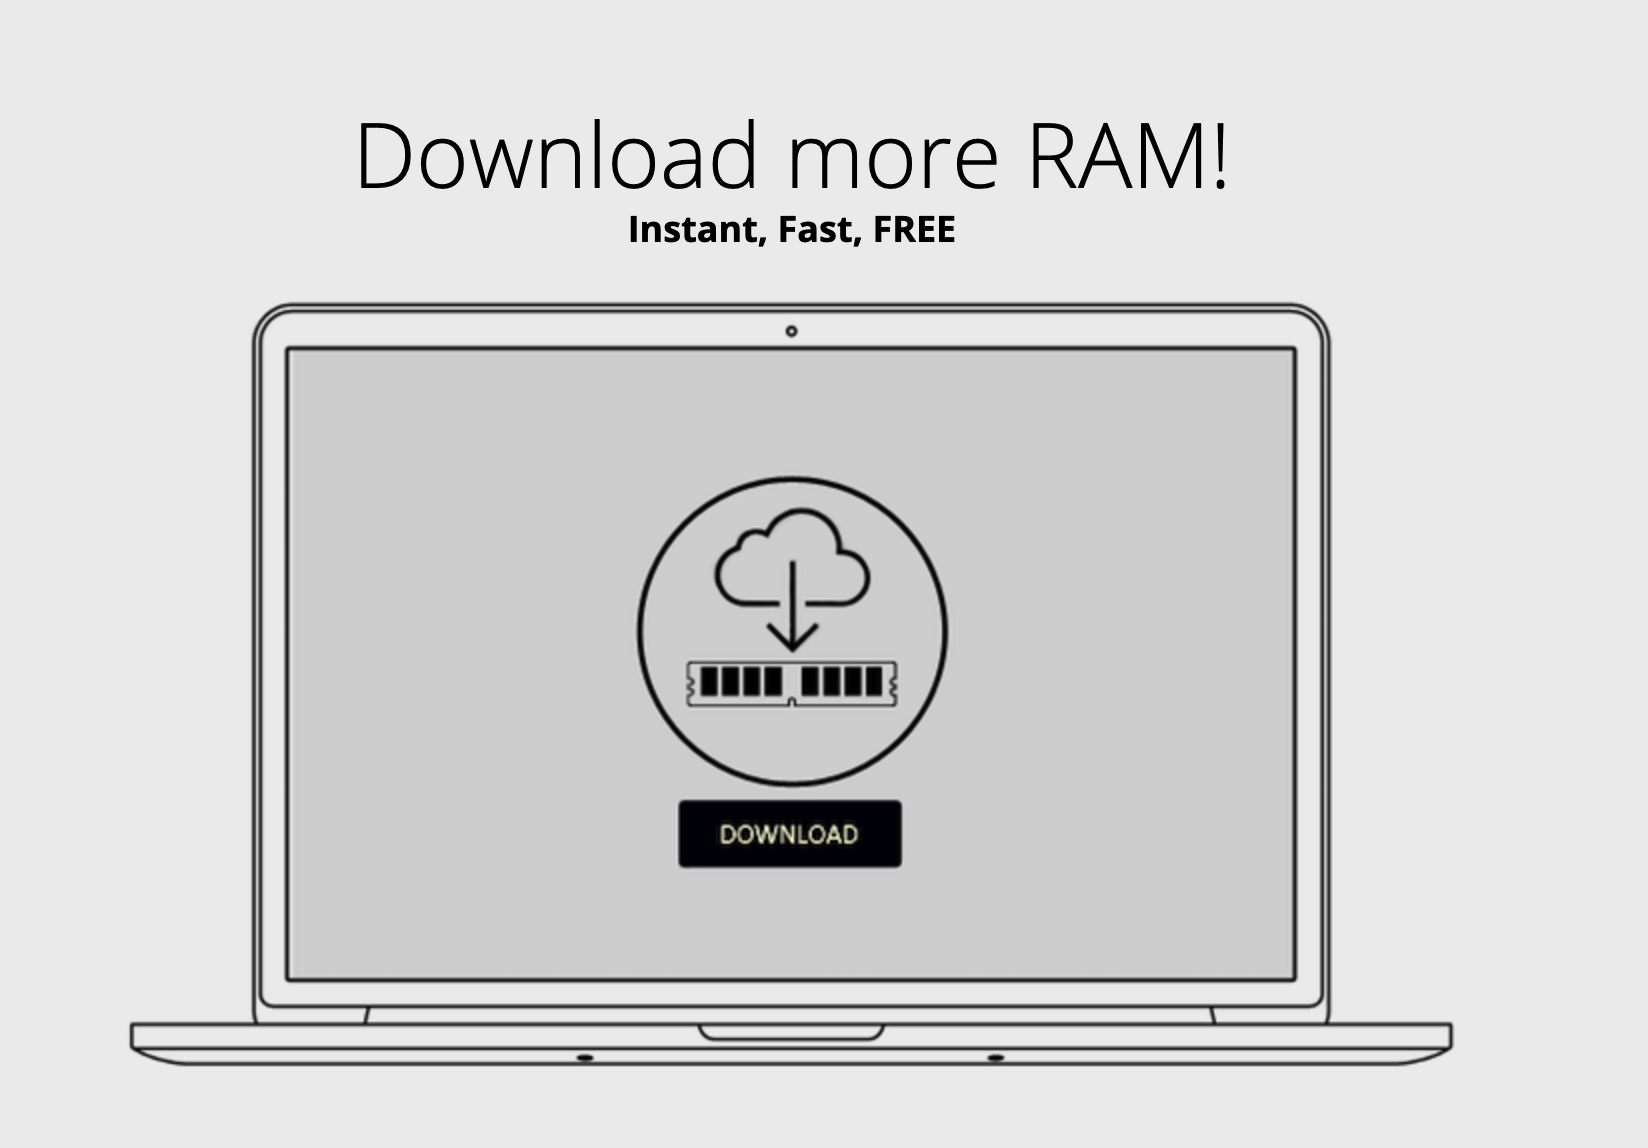 Download more RAM!
Instant, Fast, FREE
DOWNLOAD